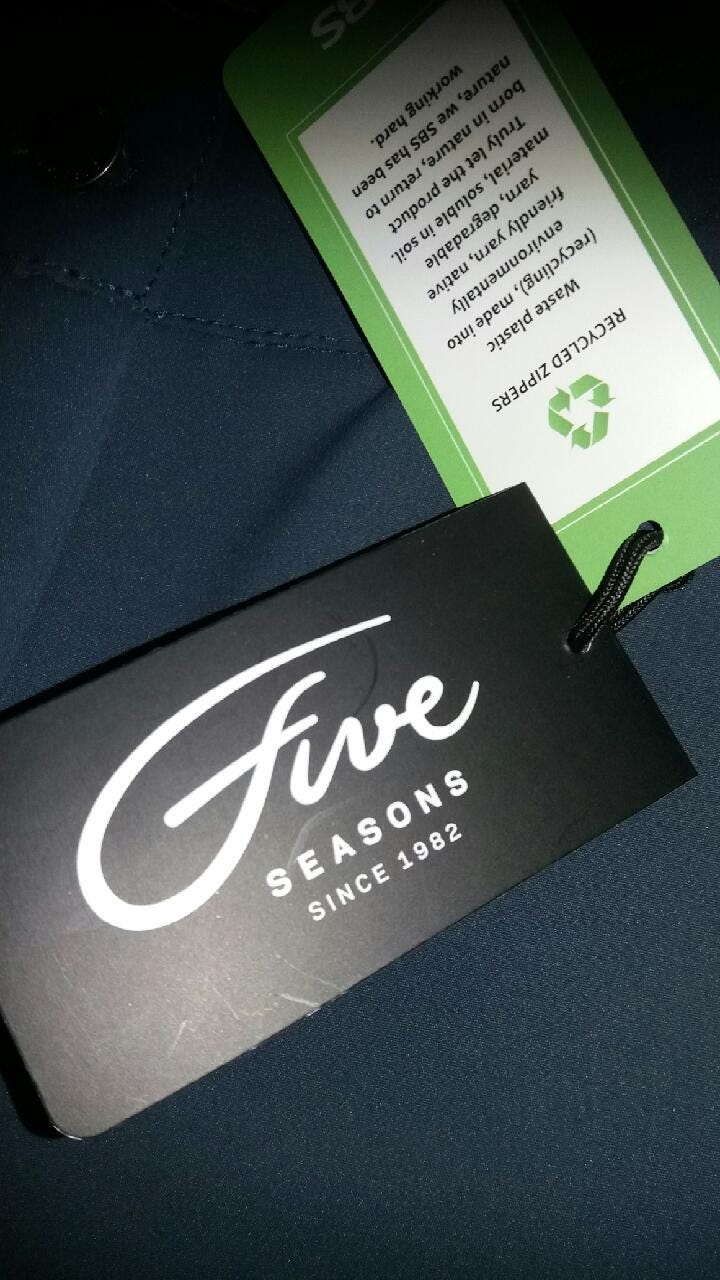 Five
SEASONS
SINCE 1982
RECYCLED ZIPPERS
Waste plastic
(recycling), made into
environmentally
friendly yarn, native
yarn, degradable
material, soluble in soil.
Truly let the product
born in nature, return to
nature, we SBS has been
working hard.
SBS